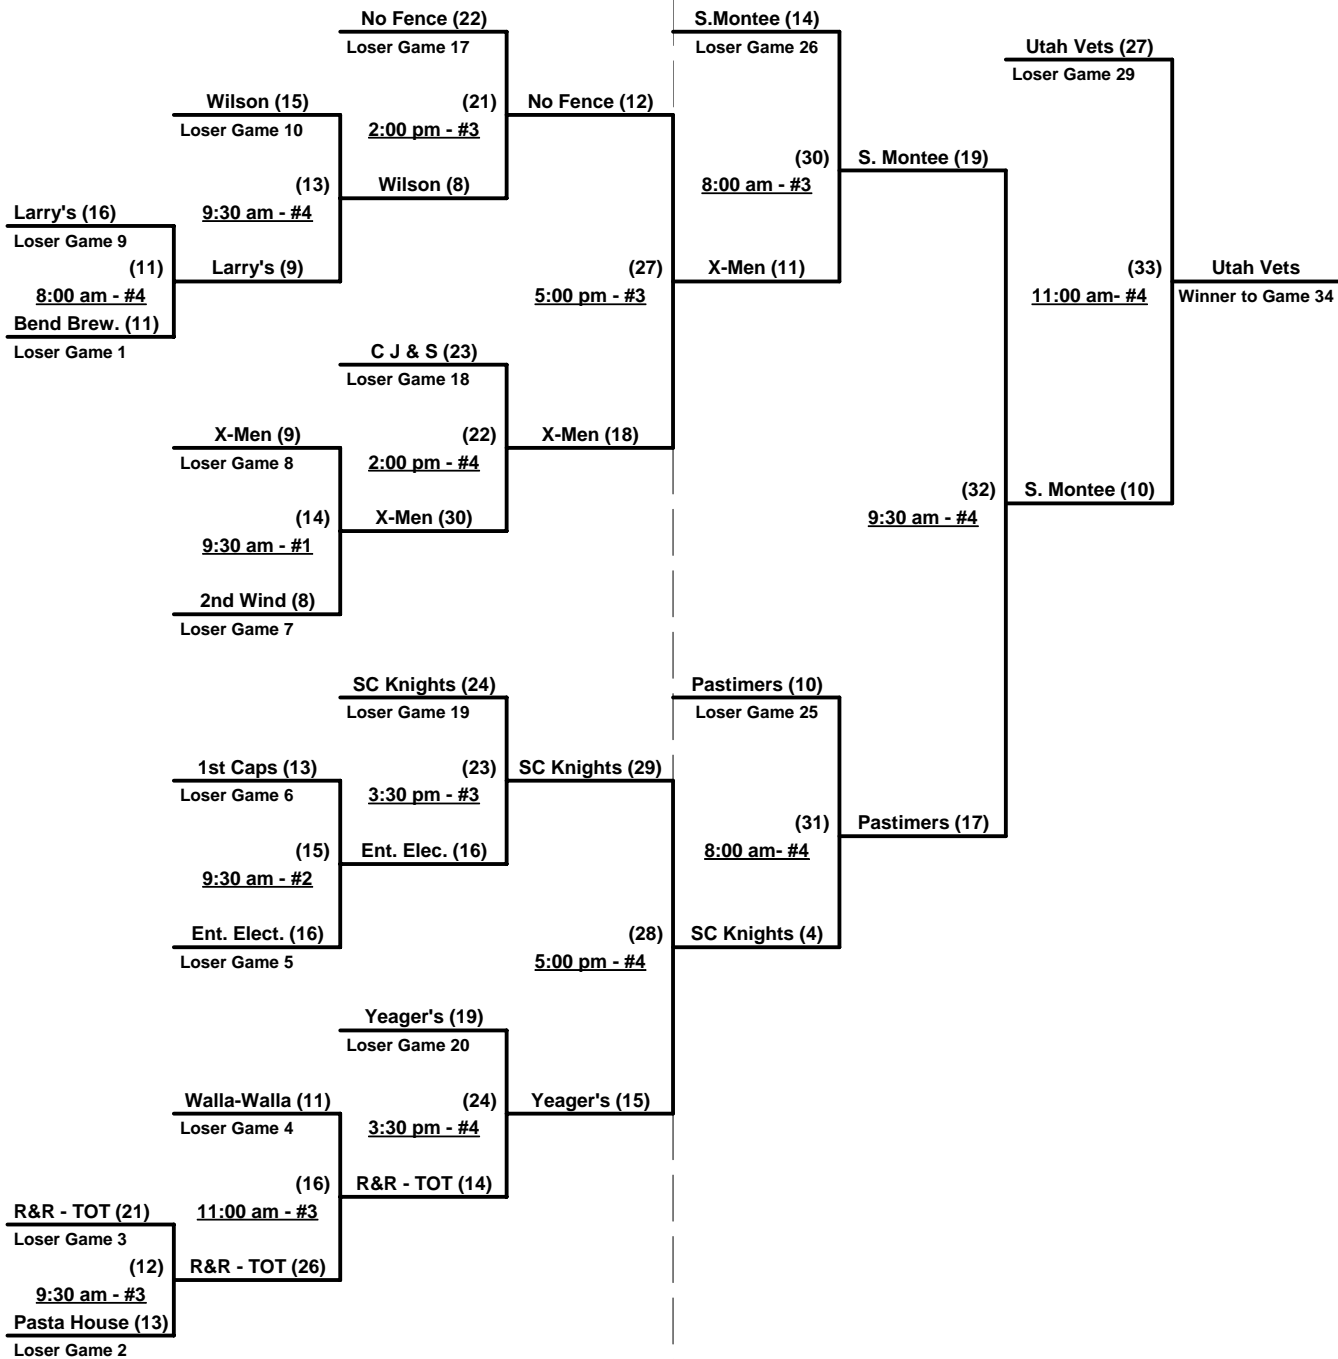 No Fence (22)
Loser Game 17
S.Montee (14)
Loser Game 26
Utah Vets (27)
Loser Game 29
Wilson (15)
Loser Game 10
(21)
2:00 pm - #3
No Fence (12)
(30)
8:00 am - #3
S. Montee (19)
(13)
9:30 am - #4
Wilson (8)
Larry's (16)
Loser Game 9
(11)
8:00 am - #4
Larry's (9)
(27)
5:00 pm - #3
X-Men (11)
(33)
11:00 am- #4
Utah Vets
Winner to Game 34
Bend Brew. (11)
Loser Game 1
C J & S (23)
Loser Game 18
X-Men (9)
Loser Game 8
(22)
2:00 pm - #4
X-Men (18)
(32)
9:30 am - #4
S. Montee (10)
(14)
9:30 am - #1
X-Men (30)
2nd Wind (8)
Loser Game 7
SC Knights (24)
Loser Game 19
Pastimers (10)
Loser Game 25
1st Caps (13)
Loser Game 6
(23)
3:30 pm - #3
SC Knights (29)
(31)
8:00 am- #4
Pastimers (17)
(15)
9:30 am - #2
Ent. Elec. (16)
Ent. Elect. (16)
Loser Game 5
(28)
5:00 pm - #4
SC Knights (4)
Yeager's (19)
Loser Game 20
Walla-Walla (11)
Loser Game 4
(24)
3:30 pm - #4
Yeager's (15)
(16)
11:00 am - #3
R&R - TOT (14)
R&R - TOT (21)
Loser Game 3
(12)
9:30 am - #3
R&R - TOT (26)
Pasta House (13)
Loser Game 2